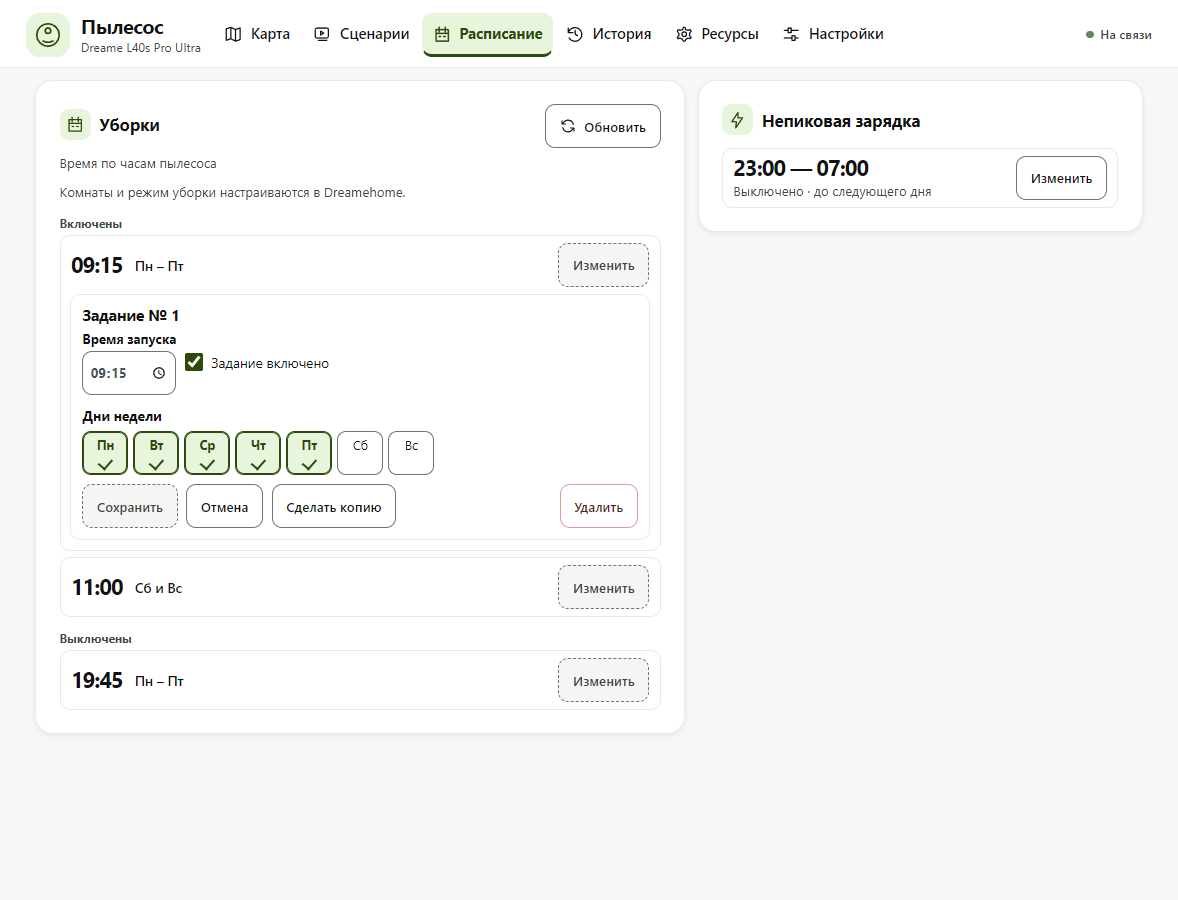 Пылесос
Dreame L40s Pro Ultra
Карта
Сценарии
Расписание
История
Ресурсы
Настройки
На связи
Уборки
Обновить
Время по часам пылесоса
Комнаты и режим уборки настраиваются в Dreamehome.
Включены
09:15 Пн – Пт
Изменить
Задание № 1
Время запуска
09:15
Задание включено
Дни недели
Пн Вт Ср Чт Пт Сб Вс
Сохранить
Отмена
Сделать копию
Удалить
11:00 Сб и Вс
Изменить
Выключены
19:45 Пн – Пт
Изменить
Непиковая зарядка
23:00 — 07:00
Выключено · до следующего дня
Изменить